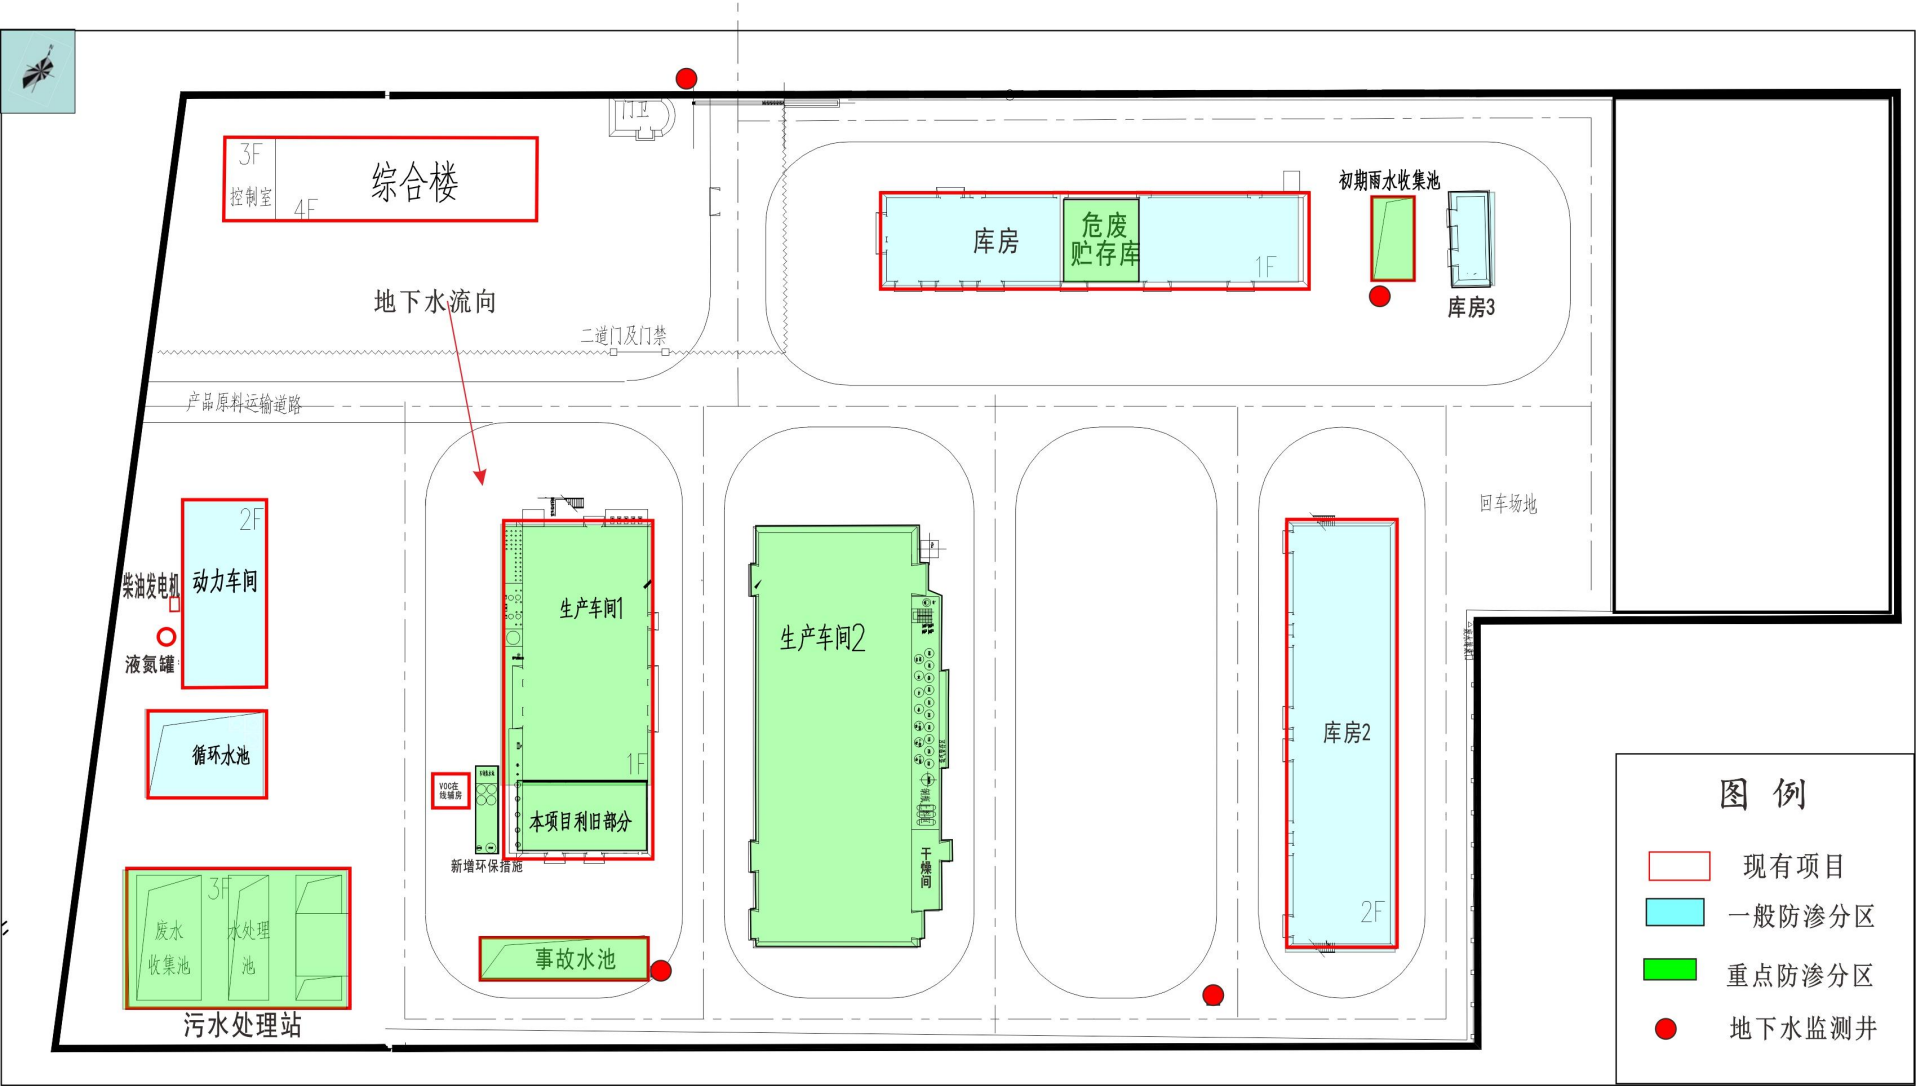 门卫
3F
控制室
4F
综合楼
初期雨水收集池
库房
危废
贮存库
1F
库房3
地下水流向
二道门及门禁
产品原料运输道路
回车场地
2F
柴油发电机
动力车间
液氮罐
循环水池
生产车间1
1F
生产车间2
库房2
2F
VOC在
线辅房
本项目利旧部分
新增环保措施
干
燥
间
3F
废水
收集池
水处理
池
污水处理站
事故水池
图 例
现有项目
一般防渗分区
重点防渗分区
地下水监测井